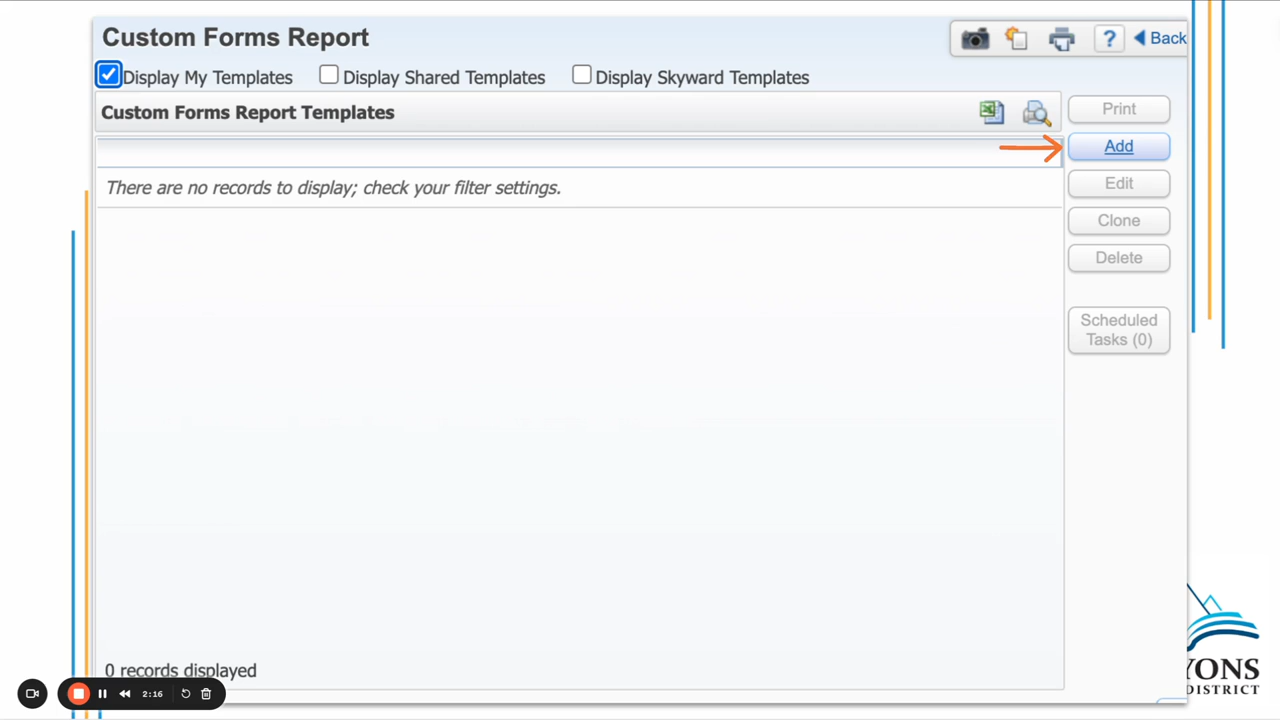 Custom Forms Report
? Back
Display My Templates Display Shared Templates Display Skyward Templates
Custom Forms Report Templates
Print
Add
There are no records to display; check your filter settings.
Edit
Clone
Delete
Scheduled
Tasks (0)
0 records displayed
2:16
YONS
DISTRICT